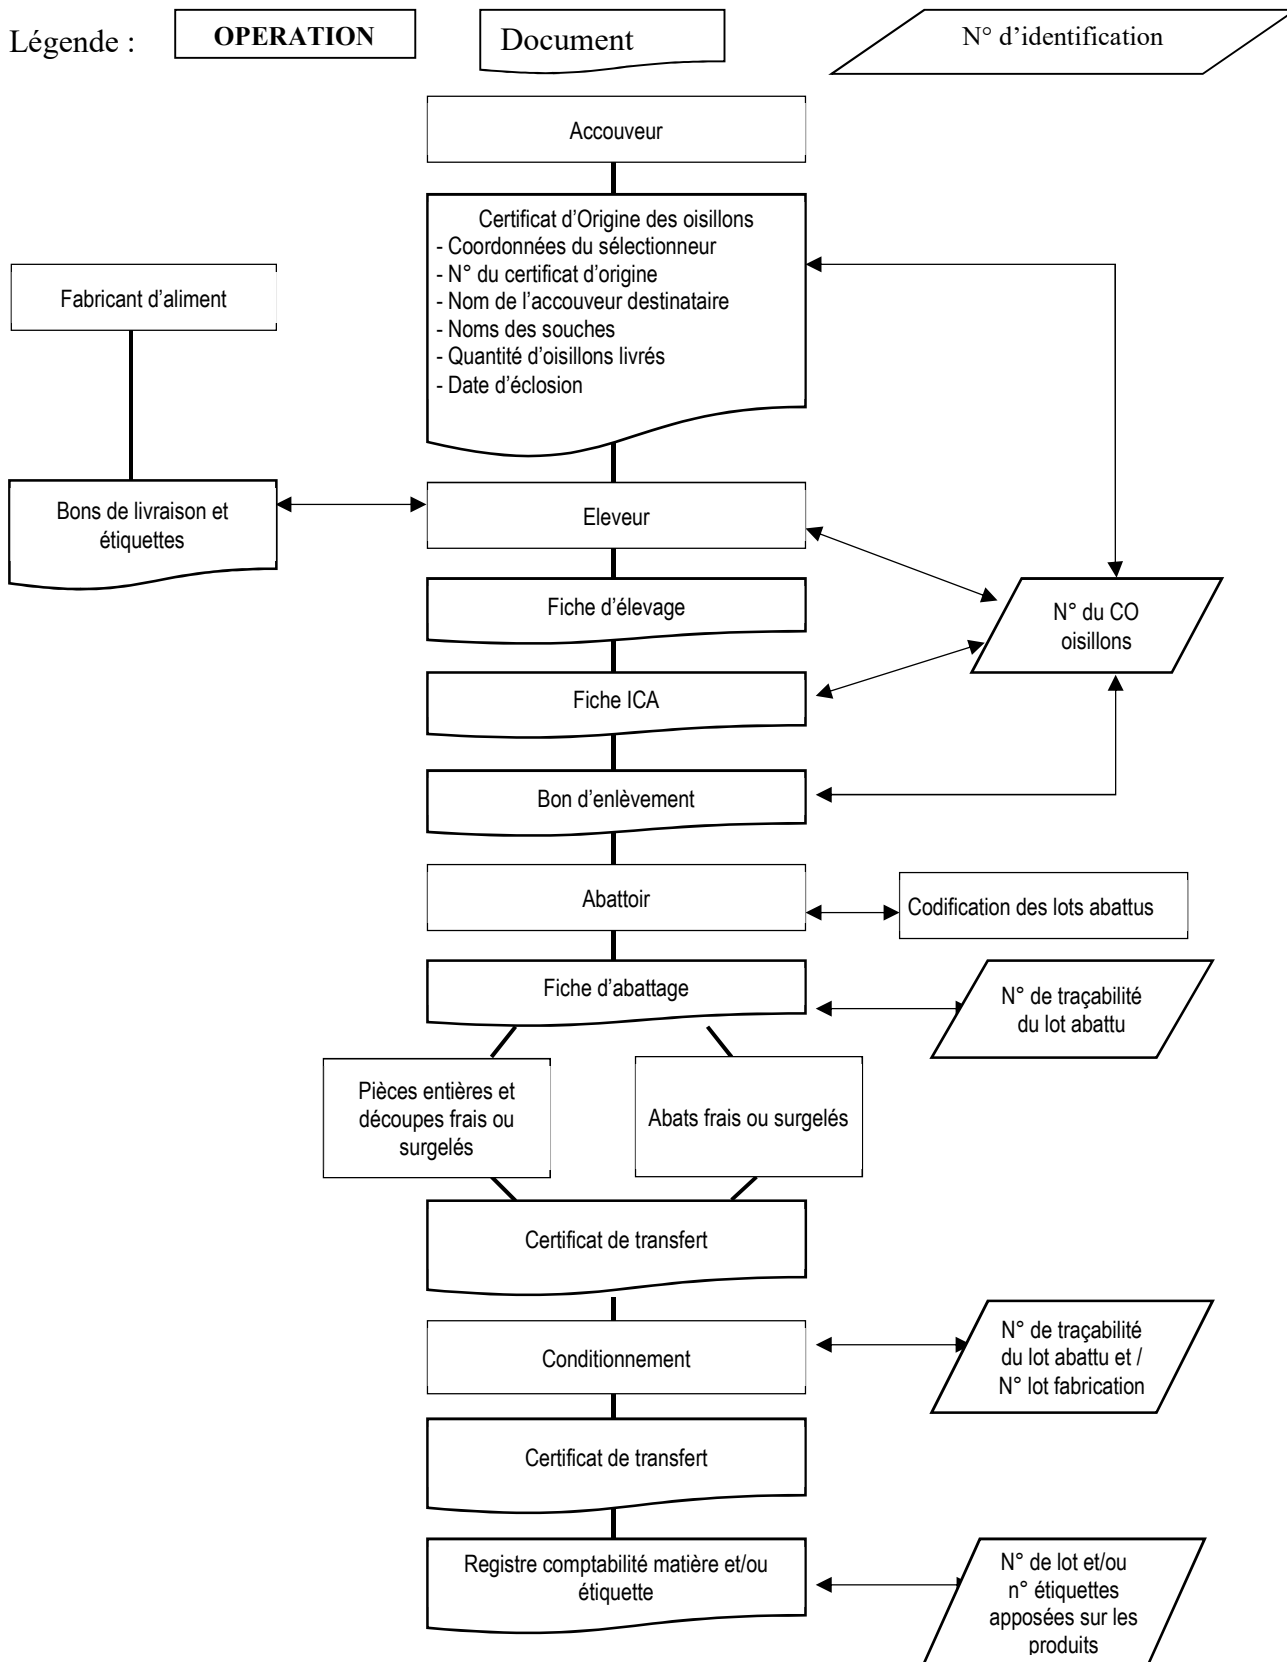 Légende :
OPERATION
Document
N° d’identification
Accouveur
Certificat d’Origine des oisillons
- Coordonnées du sélectionneur
- N° du certificat d’origine
- Nom de l’accouveur destinataire
- Noms des souches
- Quantité d’oisillons livrés
- Date d’éclosion
Fabricant d’aliment
Bons de livraison et
étiquettes
Eleveur
Fiche d’élevage
N° du CO
oisillons
Fiche ICA
Bon d’enlèvement
Abattoir
Codification des lots abattus
Fiche d’abattage
N° de traçabilité
du lot abattu
Pièces entières et
découpes frais ou
surgelés
Abats frais ou surgelés
Certificat de transfert
Conditionnement
N° de traçabilité
du lot abattu et /
N° lot fabrication
Certificat de transfert
Registre comptabilité matière et/ou
étiquette
N° de lot et/ou
n° étiquettes
apposées sur les
produits